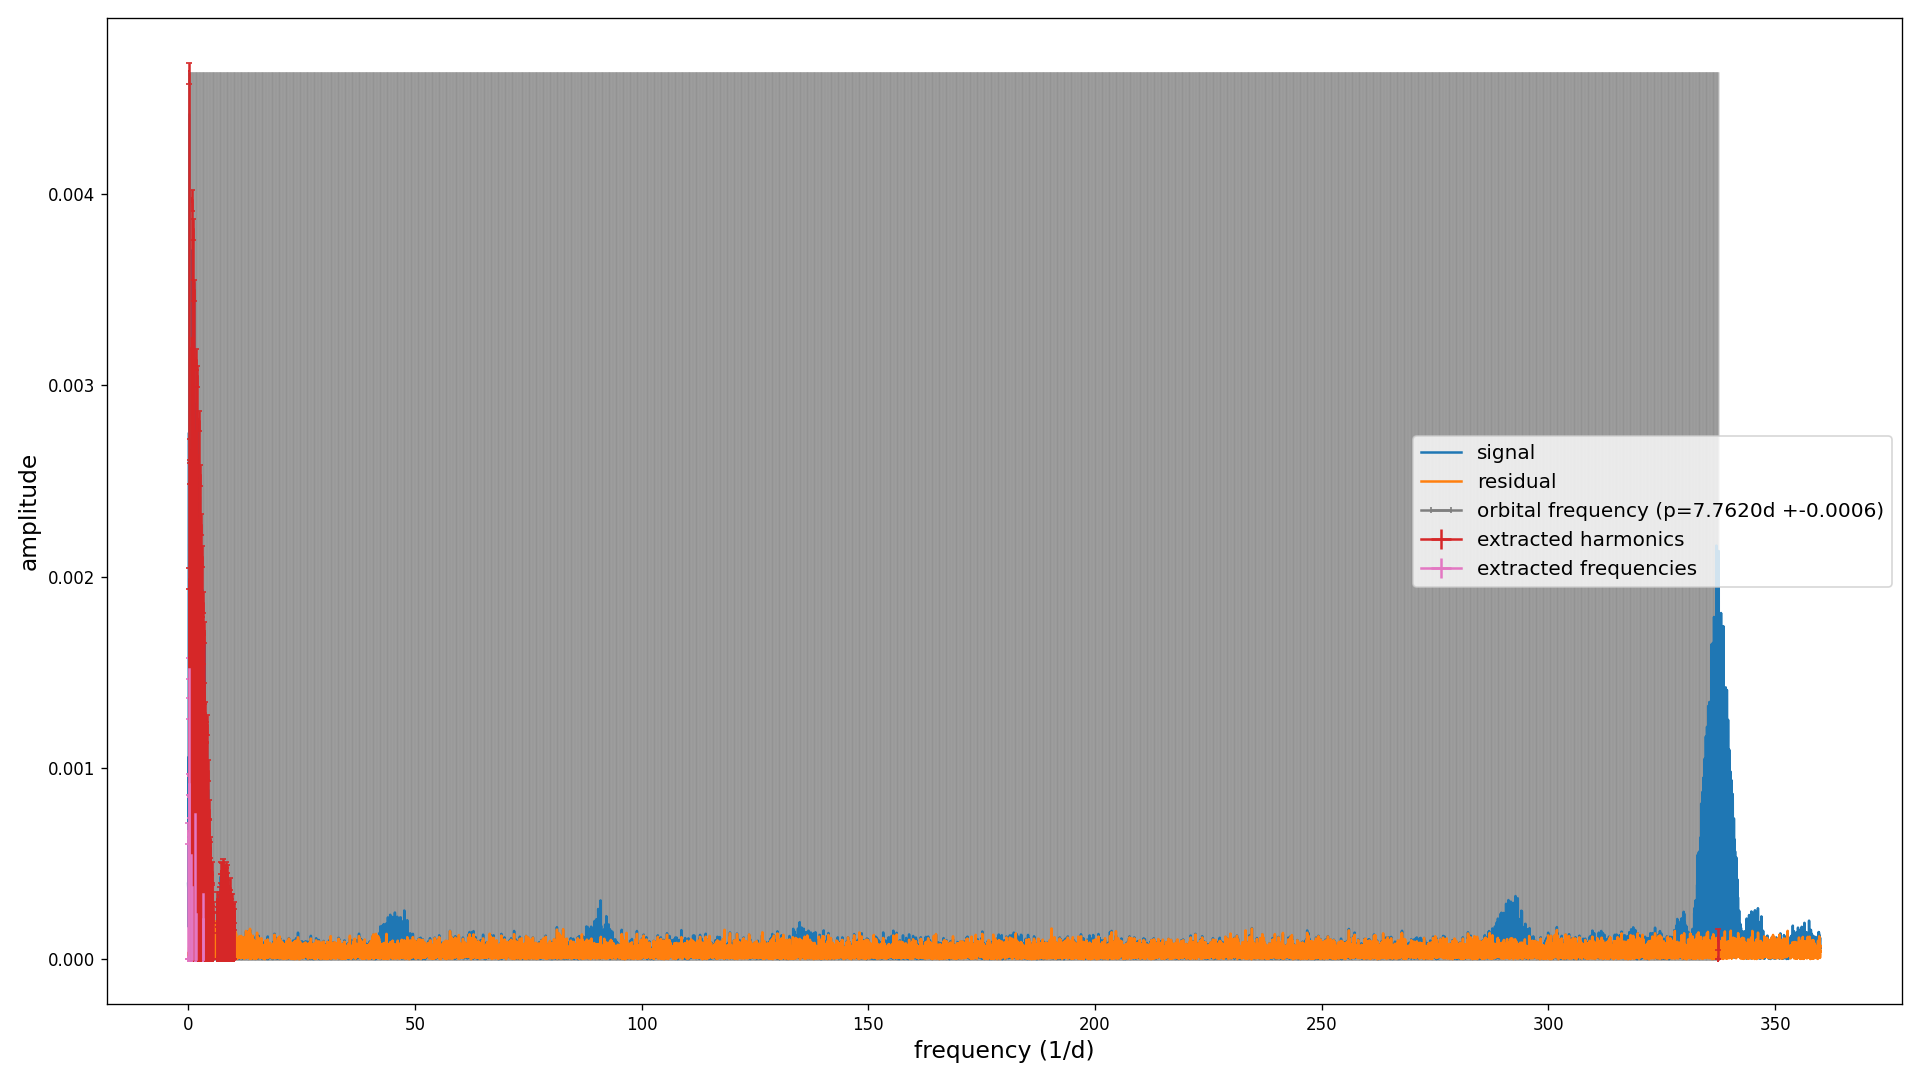 amplitude
0.004
0.003
0.002
0.001
0.000
signal
residual
orbital frequency (p=7.7620d +-0.0006)
extracted harmonics
extracted frequencies
0 50 100 150 200 250 300 350
frequency (1/d)